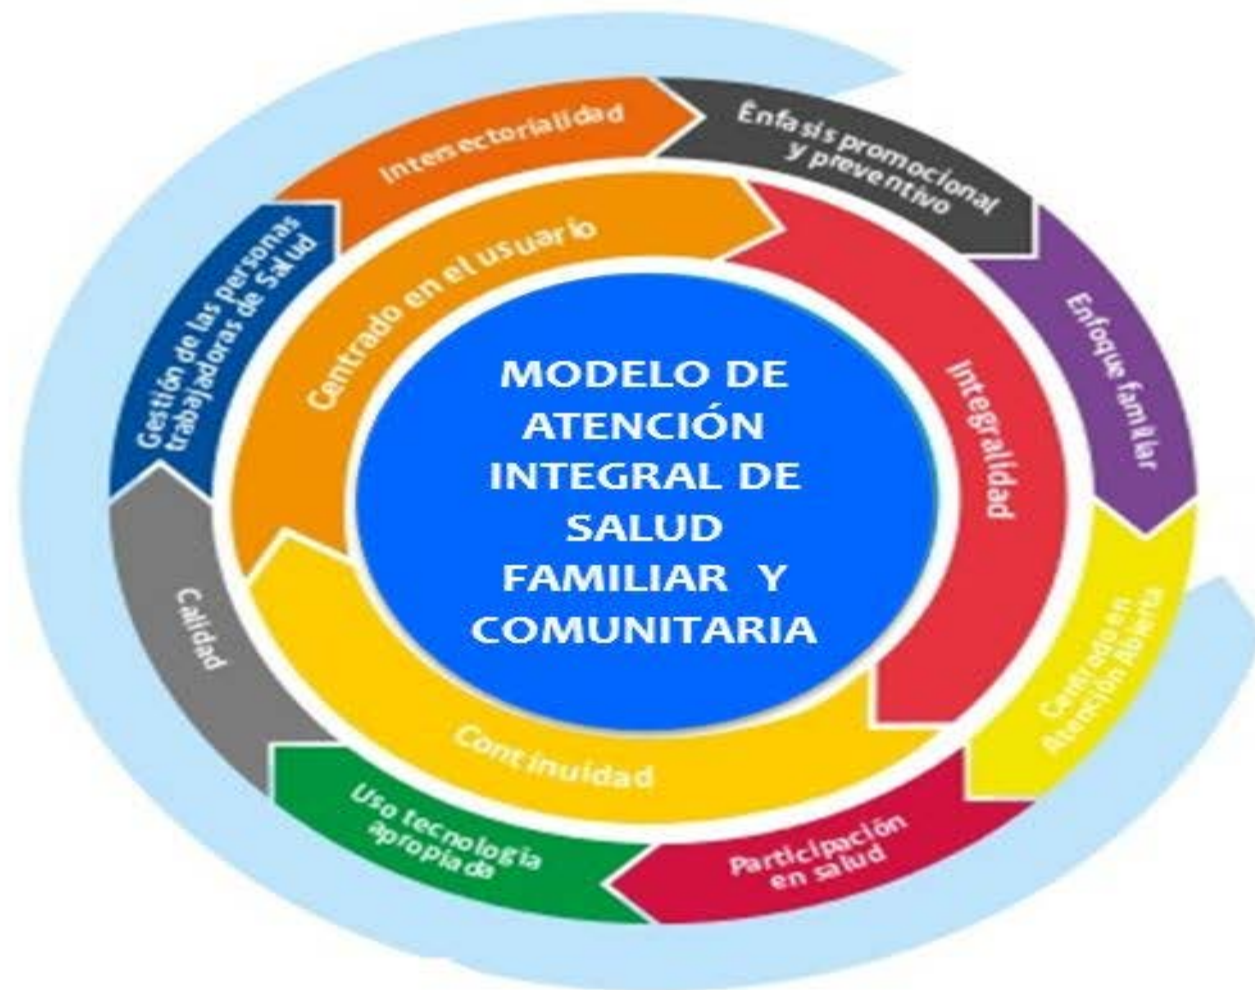 MODELO DE
ATENCIÓN
INTEGRAL DE
SALUD
FAMILIAR Y
COMUNITARIA
Centrado en el usuario
Integralidad
Continuidad
Intersectorialidad
Énfasis promocional
y preventivo
Enfoque familiar
Centrado en
Atención Abierta
Participación
en salud
Uso tecnología
apropiada
Calidad
Gestión de las personas
trabajadoras de Salud